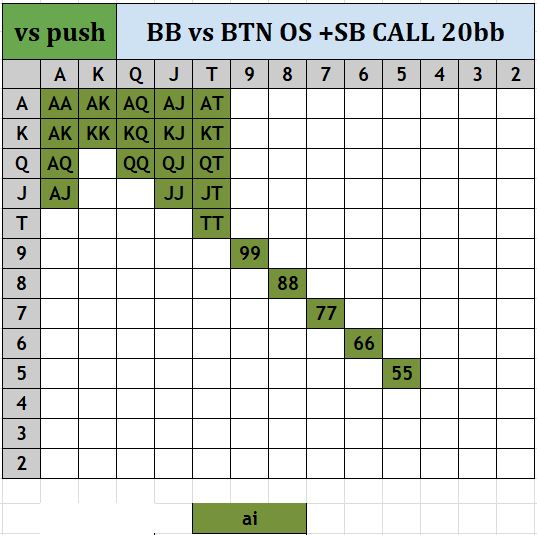 vs push BB vs BTN OS +SB CALL 20bb
A K Q J T 9 8 7 6 5 4 3 2
A AA AK AQ AJ AT
K AK KK KQ KJ KT
Q AQ QQ QJ QT
J AJ JJ JT
T TT
9 99
8 88
7 77
6 66
5 55
4
3
2
ai